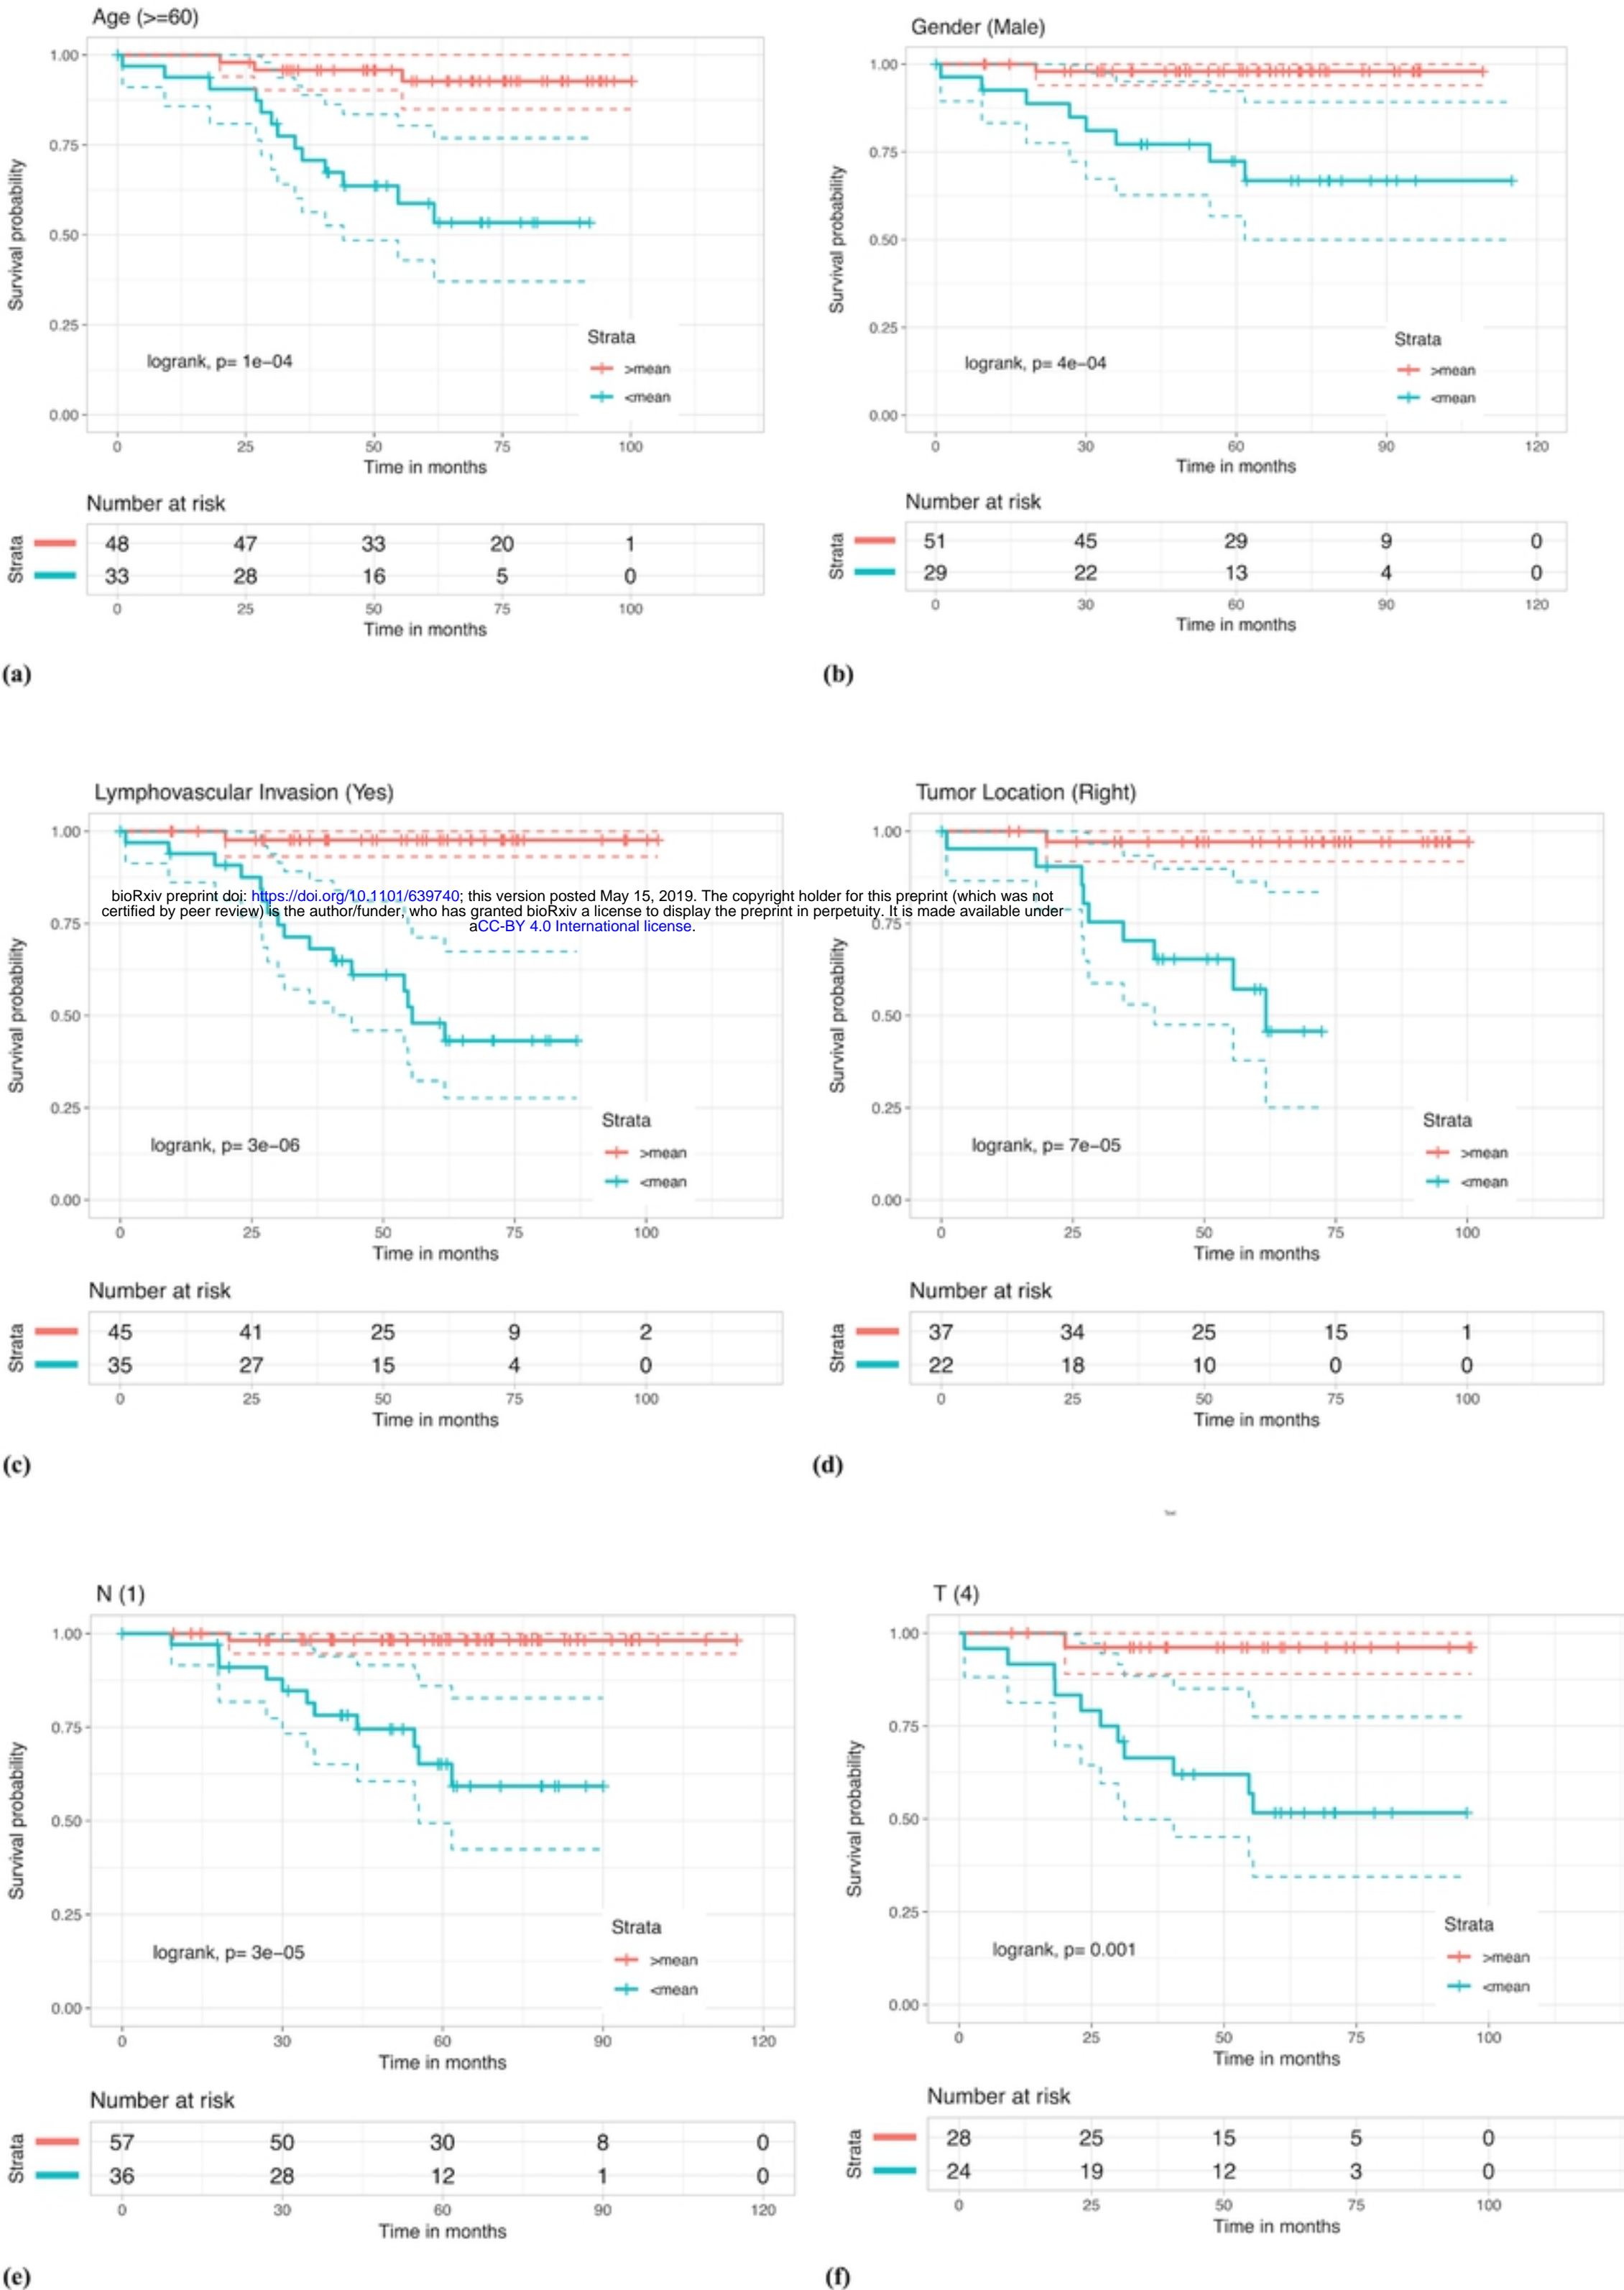 Age (>=60)
Survival probability
1.00
0.75
0.50
0.25
0.00
logrank, p= 1e−04
Strata
>mean
<mean
0 25 50 75 100
Time in months
Number at risk
Strata
48 47 33 20 1
33 28 16 5 0
0 25 50 75 100
Time in months
(a)
Gender (Male)
Survival probability
1.00
0.75
0.50
0.25
0.00
logrank, p= 4e−04
Strata
>mean
<mean
0 30 60 90 120
Time in months
Number at risk
Strata
51 45 29 9 0
29 22 13 4 0
0 30 60 90 120
Time in months
(b)
bioRxiv preprint doi: https://doi.org/10.1101/639740; this version posted May 15, 2019. The copyright holder for this preprint (which was not
certified by peer review) is the author/funder, who has granted bioRxiv a license to display the preprint in perpetuity. It is made available under
aCC-BY 4.0 International license.
Lymphovascular Invasion (Yes)
Survival probability
1.00
0.75
0.50
0.25
0.00
logrank, p= 3e−06
Strata
>mean
<mean
0 25 50 75 100
Time in months
Number at risk
Strata
45 41 25 9 2
35 27 15 4 0
0 25 50 75 100
Time in months
(c)
Tumor Location (Right)
Survival probability
1.00
0.75
0.50
0.25
0.00
logrank, p= 7e−05
Strata
>mean
<mean
0 25 50 75 100
Time in months
Number at risk
Strata
37 34 25 15 1
22 18 10 0 0
0 25 50 75 100
Time in months
(d)
N (1)
Survival probability
1.00
0.75
0.50
0.25
0.00
logrank, p= 3e−05
Strata
>mean
<mean
0 30 60 90 120
Time in months
Number at risk
Strata
57 50 30 8 0
36 28 12 1 0
0 30 60 90 120
Time in months
(e)
T (4)
Survival probability
1.00
0.75
0.50
0.25
0.00
logrank, p= 0.001
Strata
>mean
<mean
0 25 50 75 100
Time in months
Number at risk
Strata
28 25 15 5 0
24 19 12 3 0
0 25 50 75 100
Time in months
(f)